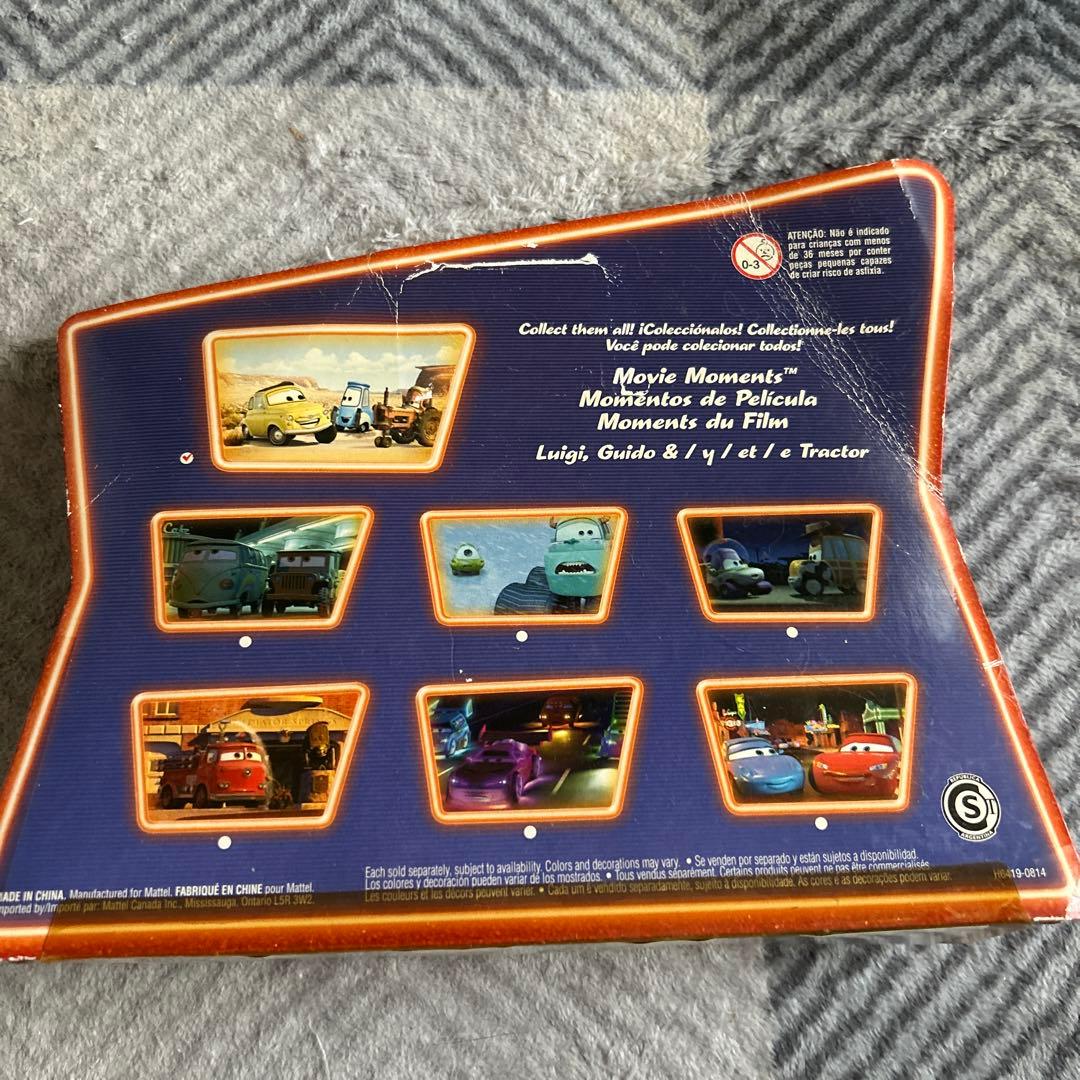 ATENÇÃO: Não é indicado
para crianças com menos
de 36 meses por conter
peças pequenas capazes
de criar risco de asfixia.
0-3
Collect them all! ¡Colecciónalos! Collectionne-les tous!
Você pode colecionar todos!
Movie Moments™
Momentos de Película
Moments du Film
Luigi, Guido & / y / et / e Tractor
REPUBLICA
S
ARGENTINA
Each sold separately, subject to availability. Colors and decorations may vary. • Se venden por separado y están sujetos a disponibilidad.
Los colores y decoración pueden variar de los mostrados. • Tous vendus séparément. Certains produits peuvent ne pas être commercialisés.
Les couleurs et les décors peuvent varier. • Cada um é vendido separadamente, sujeito à disponibilidade. As cores e as decorações podem variar.
H6419-0814
MADE IN CHINA. Manufactured for Mattel. FABRIQUÉ EN CHINE pour Mattel.
Imported by/Importé par: Mattel Canada Inc., Mississauga, Ontario L5R 3W2.